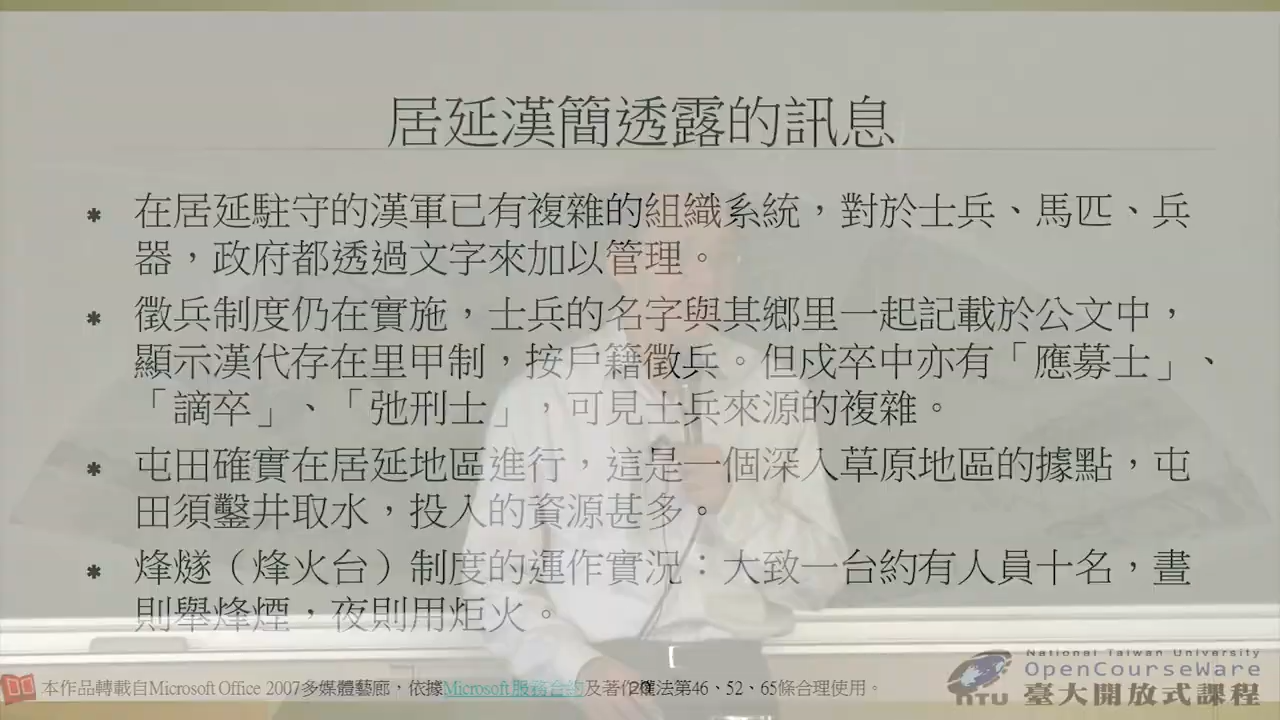 居延漢簡透露的訊息
* 在居延駐守的漢軍已有複雜的組織系統，對於士兵、馬匹、兵
器，政府都透過文字來加以管理。
* 徵兵制度仍在實施，士兵的名字與其鄉里一起記載於公文中，
顯示漢代存在里甲制，按戶籍徵兵。但戍卒中亦有「應募士」、
「謫卒」、「弛刑士」，可見士兵來源的複雜。
* 屯田確實在居延地區進行，這是一個深入草原地區的據點，屯
田須鑿井取水，投入的資源甚多。
* 烽燧（烽火台）制度的運作實況：大致一台約有人員十名，晝
則舉烽煙，夜則用炬火。
本作品轉載自Microsoft Office 2007多媒體藝廊，依據Microsoft服務合約及著作權法第46、52、65條合理使用。
National Taiwan University
OpenCourseWare
NTU 臺大開放式課程